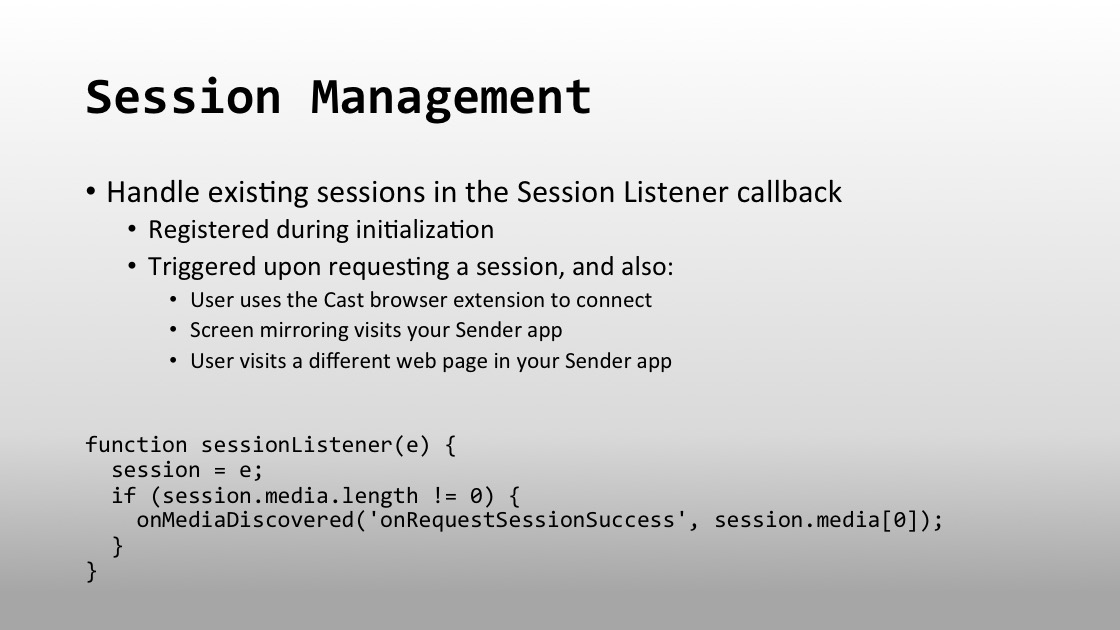 Session Management
• Handle existing sessions in the Session Listener callback
• Registered during initialization
• Triggered upon requesting a session, and also:
• User uses the Cast browser extension to connect
• Screen mirroring visits your Sender app
• User visits a different web page in your Sender app
function sessionListener(e) {
  session = e;
  if (session.media.length != 0) {
    onMediaDiscovered('onRequestSessionSuccess', session.media[0]);
  }
}